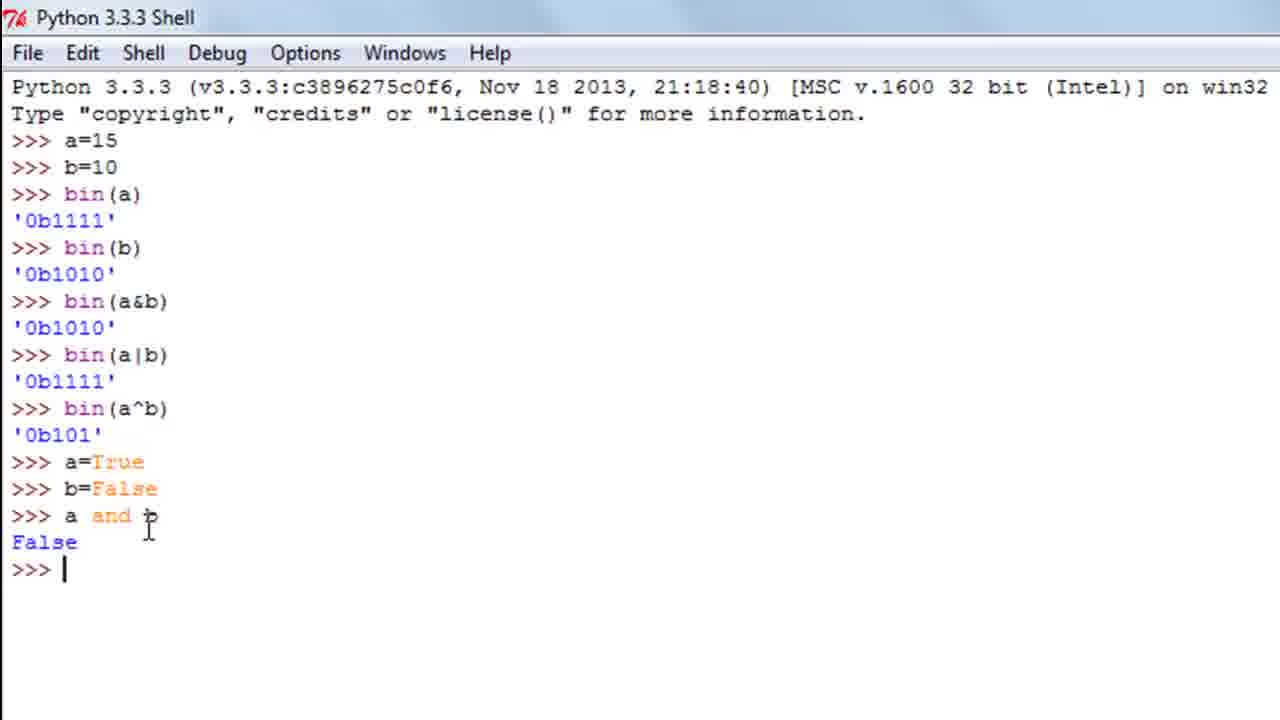 Python 3.3.3 Shell
File Edit Shell Debug Options Windows Help
Python 3.3.3 (v3.3.3:c3896275c0f6, Nov 18 2013, 21:18:40) [MSC v.1600 32 bit (Intel)] on win32
Type "copyright", "credits" or "license()" for more information.
>>> a=15
>>> b=10
>>> bin(a)
'0b1111'
>>> bin(b)
'0b1010'
>>> bin(a&b)
'0b1010'
>>> bin(a|b)
'0b1111'
>>> bin(a^b)
'0b101'
>>> a=True
>>> b=False
>>> a and b
False
>>>